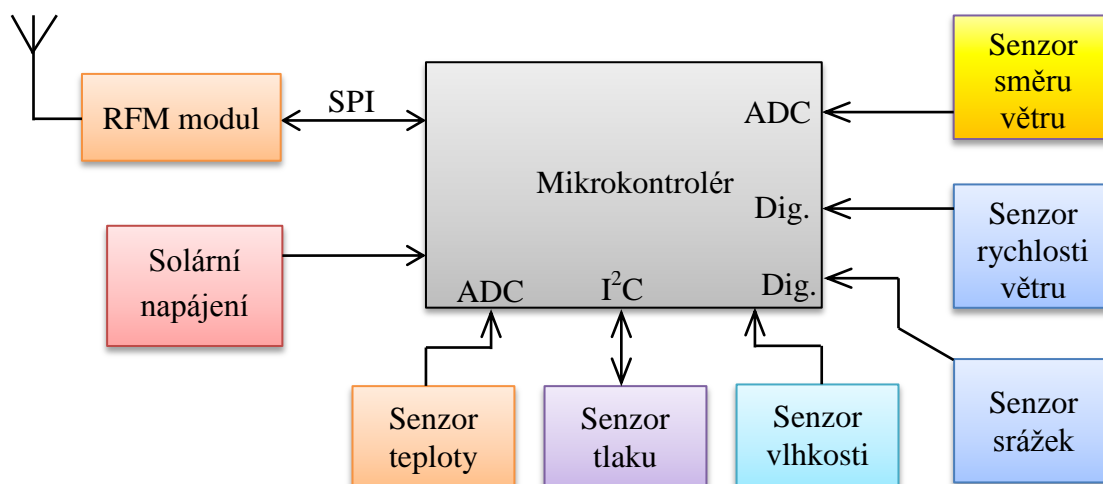 Senzor
směru
větru
SPI
RFM modul
ADC
Mikrokontrolér
Dig.
Senzor
rychlosti
větru
Solární
napájení
ADC
I²C
Dig.
Senzor
teploty
Senzor
tlaku
Senzor
vlhkosti
Senzor
srážek